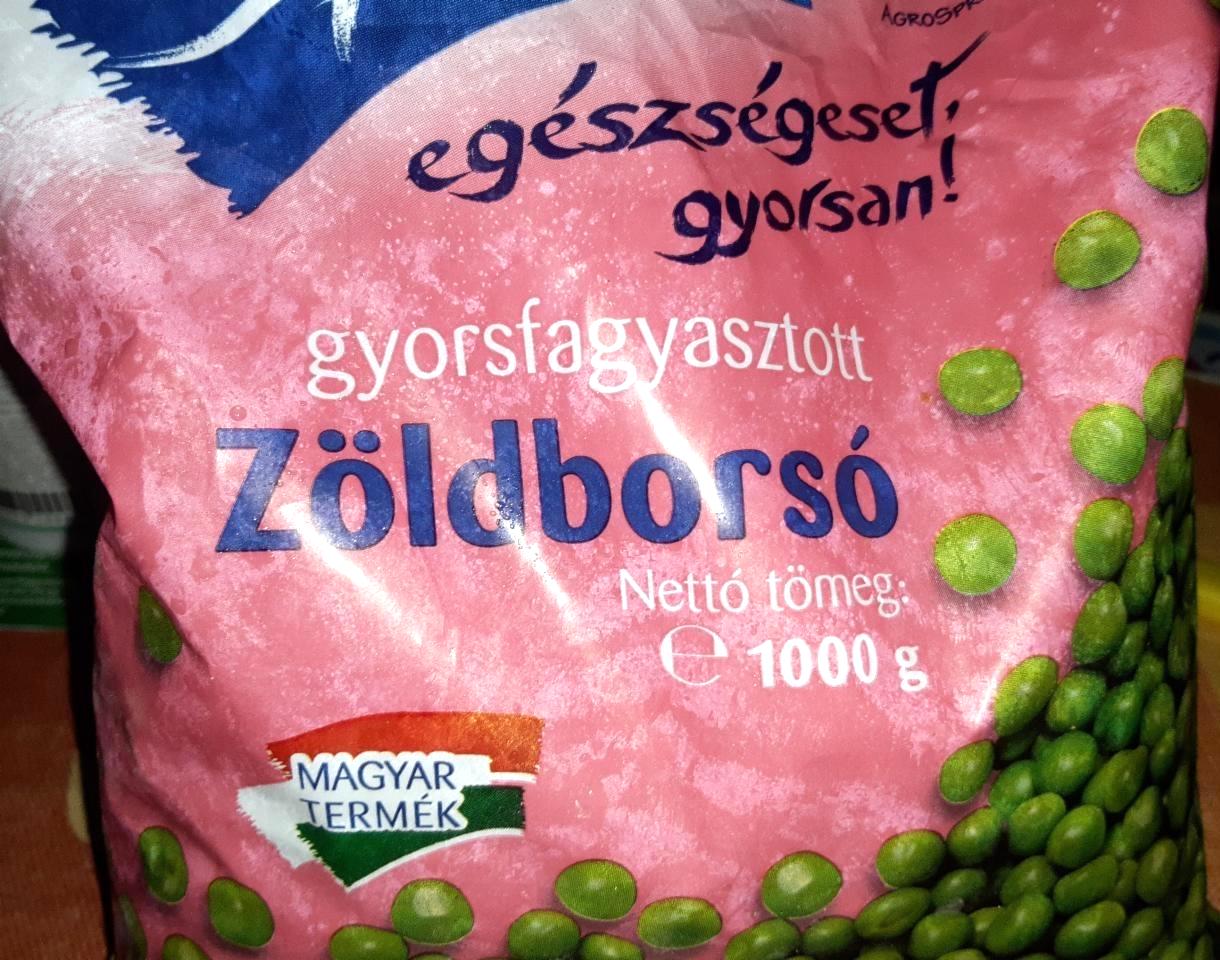 egészségeset,
gyorsan!
gyorsfagyasztott
Zöldborsó
Nettó tömeg:
℮ 1000 g
MAGYAR
TERMÉK